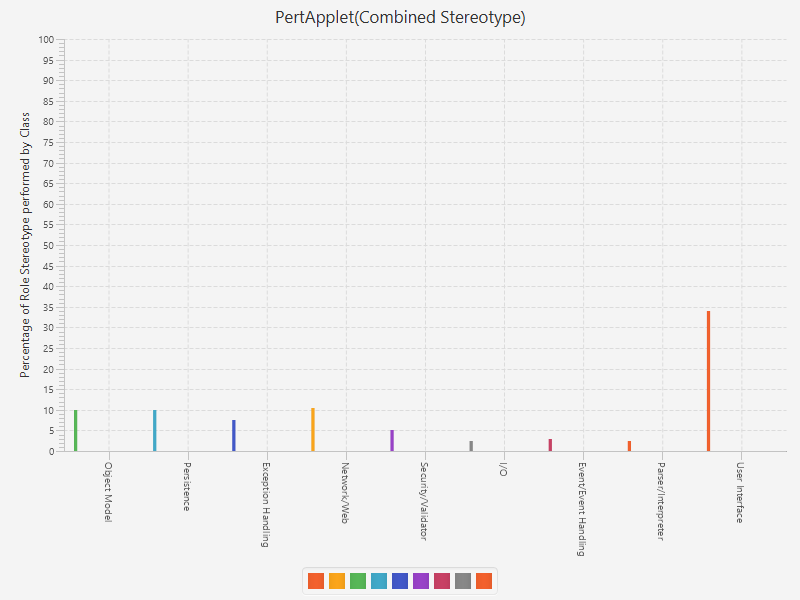 PertApplet(Combined Stereotype)
Percentage of Role Stereotype performed by Class
100
95
90
85
80
75
70
65
60
55
50
45
40
35
30
25
20
15
10
5
0
Object Model
Persistence
Exception Handling
Network/Web
Security/Validator
I/O
Event/Event Handling
Parser/Interpreter
User Interface